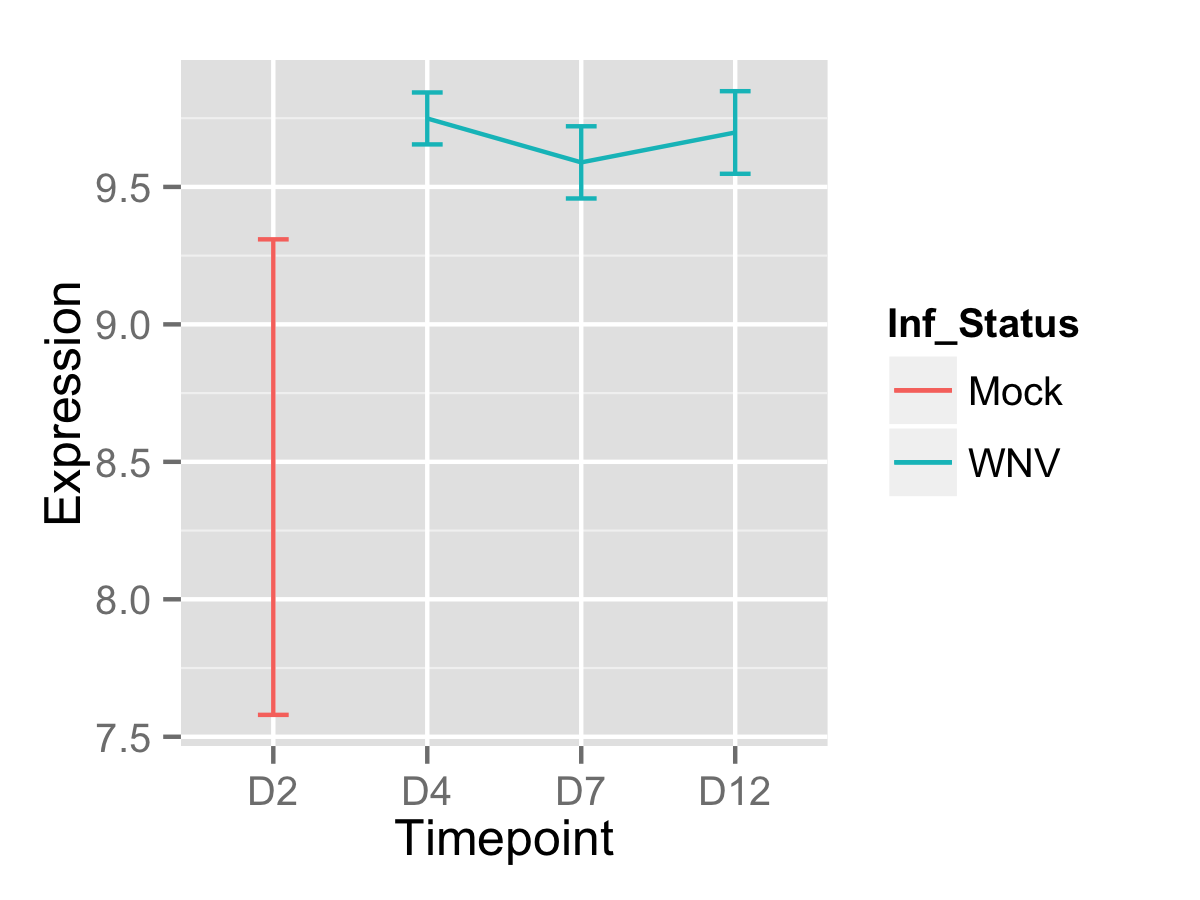 Expression
9.5
9.0
8.5
8.0
7.5
D2 D4 D7 D12
Timepoint
Inf_Status
Mock
WNV